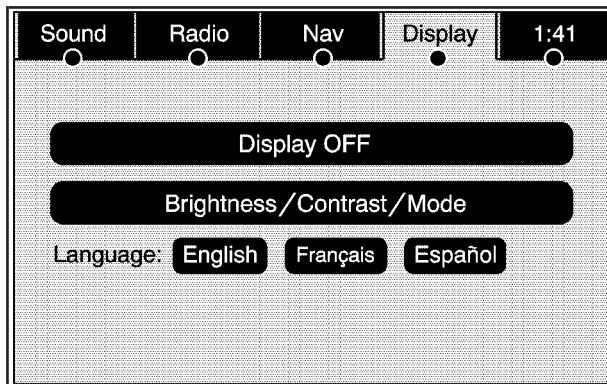 Sound Radio Nav Display 1:41
Display OFF
Brightness/Contrast/Mode
Language: English Français Español